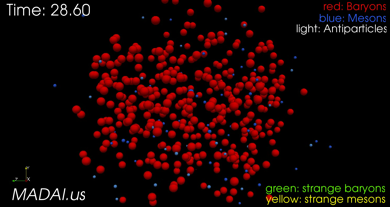 Time: 28.60
red: Baryons
blue: Mesons
light: Antiparticles
green: strange baryons
yellow: strange mesons
MADAI.us